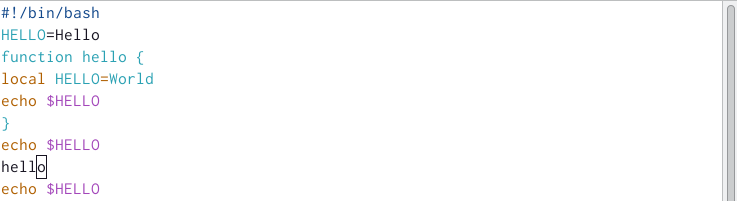 #!/bin/bash
HELLO=Hello
function hello {
local HELLO=World
echo $HELLO
}
echo $HELLO
hello
echo $HELLO